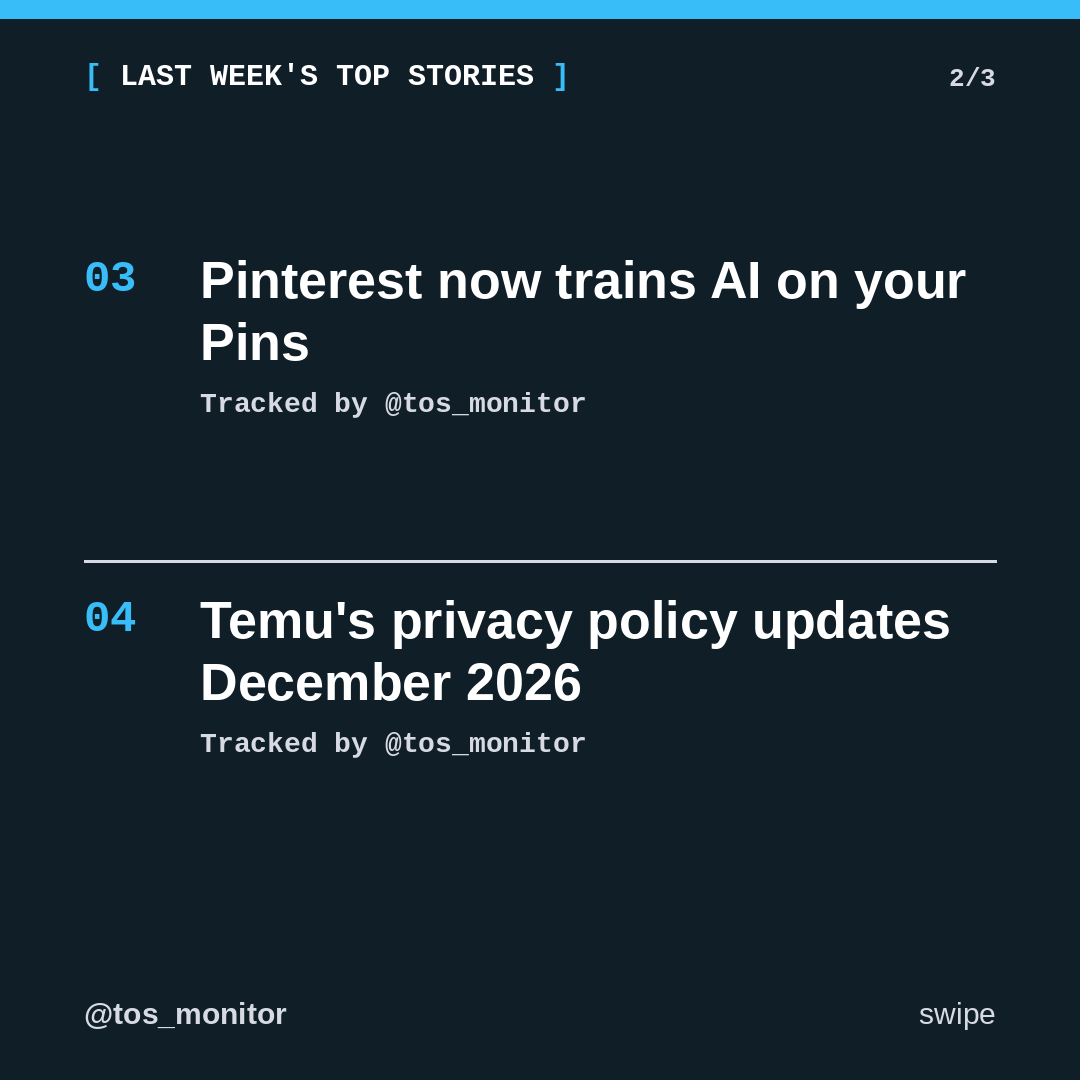 [ LAST WEEK'S TOP STORIES ]
2/3
03
Pinterest now trains AI on your
Pins
Tracked by @tos_monitor
04
Temu's privacy policy updates
December 2026
Tracked by @tos_monitor
@tos_monitor
swipe